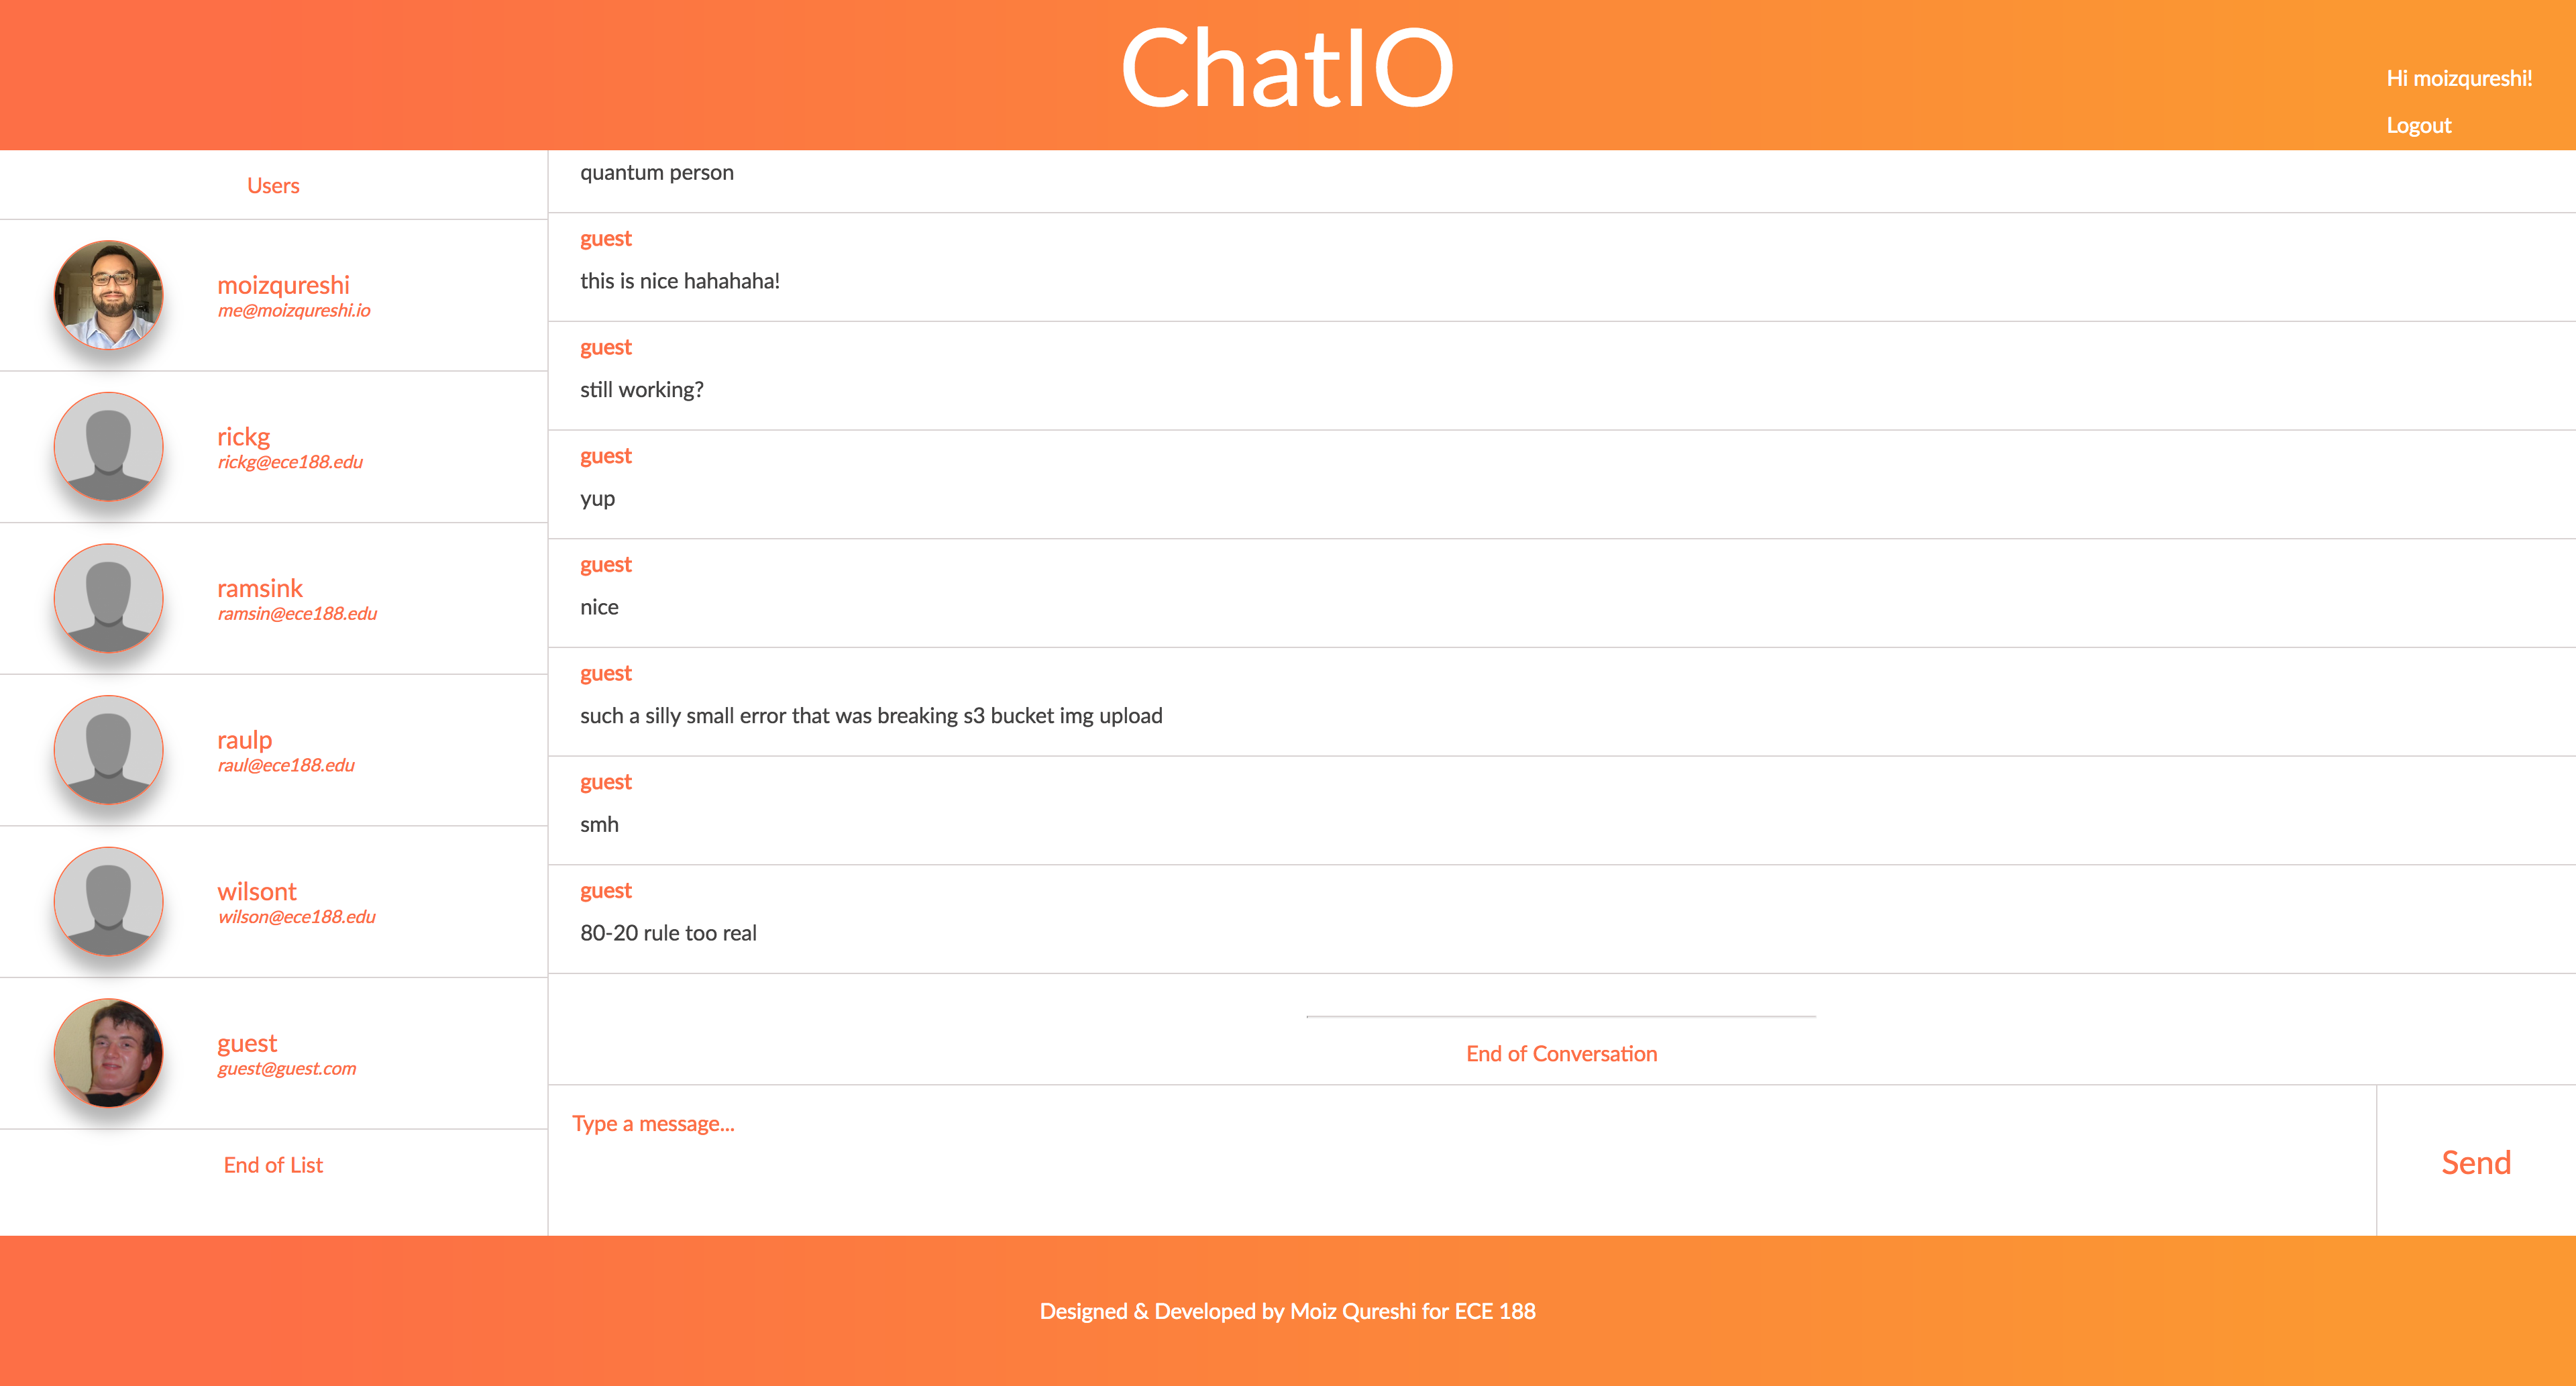 ChatIO
Hi moizqureshi!
Logout
Users
moizqureshi
me@moizqureshi.io
rickg
rickg@ece188.edu
ramsink
ramsin@ece188.edu
raulp
raul@ece188.edu
wilsont
wilson@ece188.edu
guest
guest@guest.com
End of List
quantum person
guest
this is nice hahahaha!
guest
still working?
guest
yup
guest
nice
guest
such a silly small error that was breaking s3 bucket img upload
guest
smh
guest
80-20 rule too real
End of Conversation
Type a message...
Send
Designed & Developed by Moiz Qureshi for ECE 188